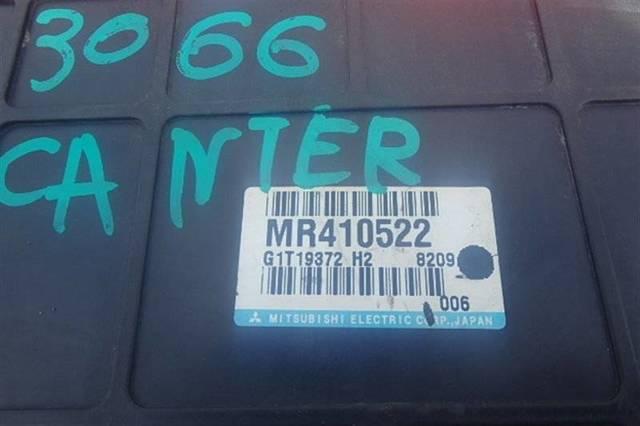 3066
CANTER
MR410522
G1T19372 H2 8209
006
MITSUBISHI ELECTRIC CORP., JAPAN